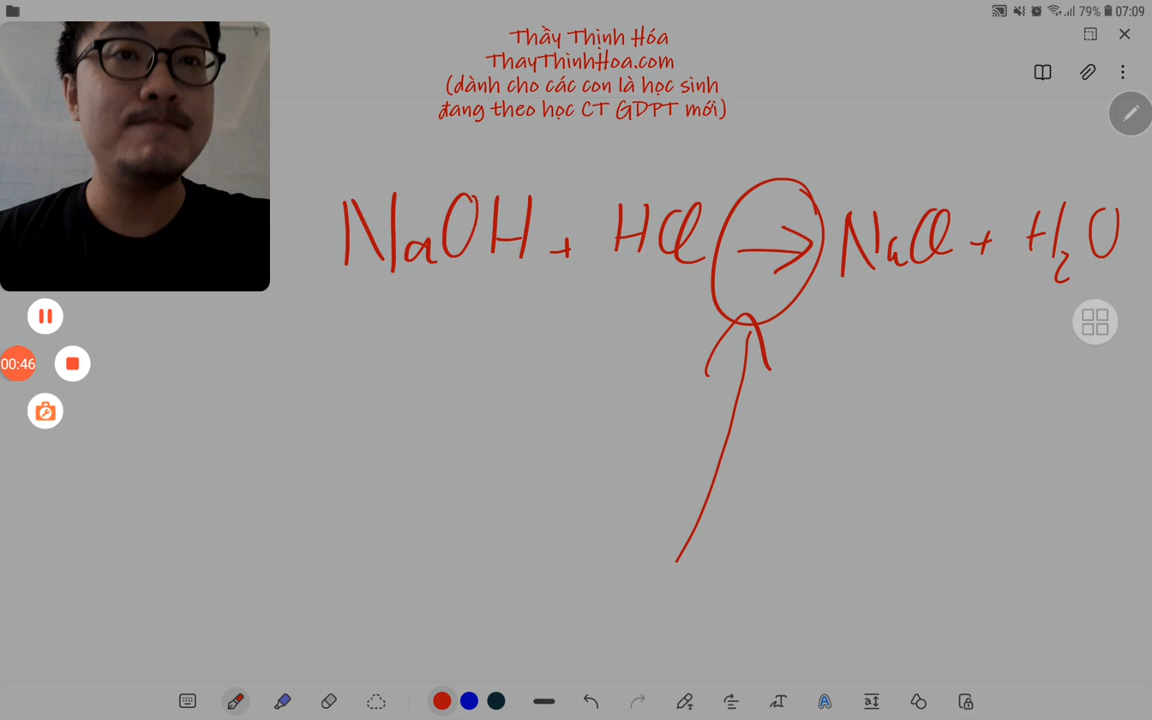 79% 07:09
Thầy Thịnh Hóa
ThayThinhHoa.com
(dành cho các con là học sinh
đang theo học CT GDPT mới)
NaOH + HCl → NaCl + H₂O
00:46